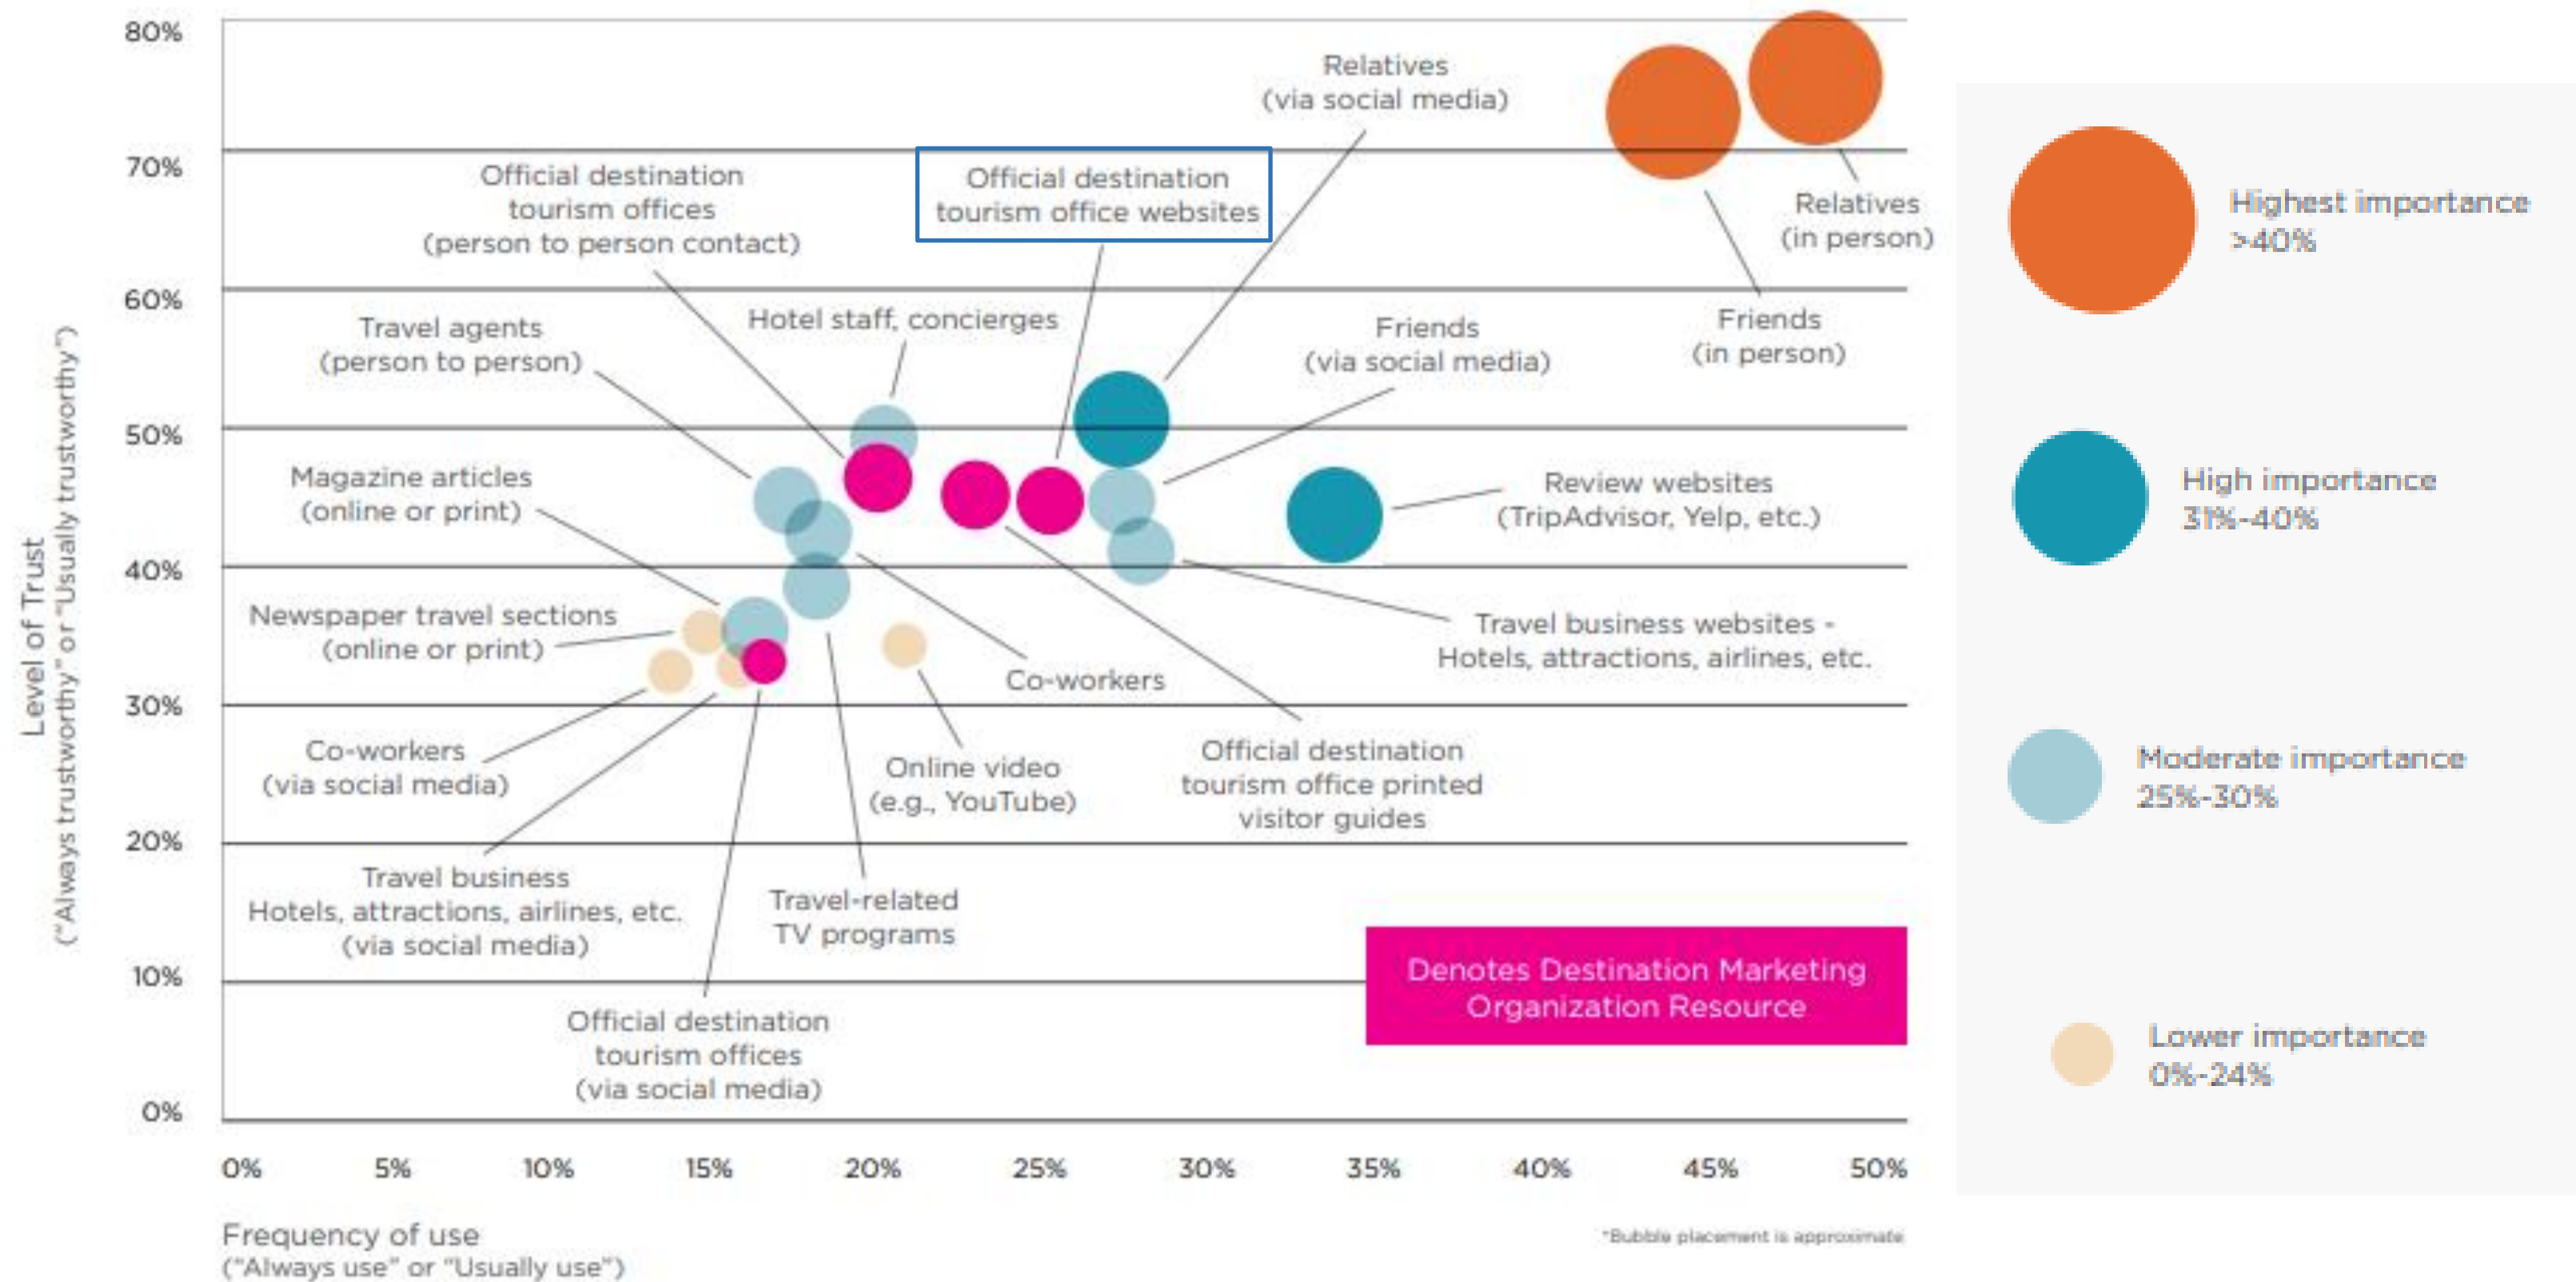 80%
70%
60%
50%
40%
30%
20%
10%
0%
Level of Trust
("Always trustworthy" or "Usually trustworthy")
Relatives
(via social media)
Official destination
tourism offices
(person to person contact)
Official destination
tourism office websites
Relatives
(in person)
Hotel staff, concierges
Travel agents
(person to person)
Friends
(via social media)
Friends
(in person)
Magazine articles
(online or print)
Review websites
(TripAdvisor, Yelp, etc.)
Newspaper travel sections
(online or print)
Travel business websites -
Hotels, attractions, airlines, etc.
Co-workers
Co-workers
(via social media)
Online video
(e.g., YouTube)
Official destination
tourism office printed
visitor guides
Travel business
Hotels, attractions, airlines, etc.
(via social media)
Travel-related
TV programs
Official destination
tourism offices
(via social media)
Denotes Destination Marketing
Organization Resource
0%
5%
10%
15%
20%
25%
30%
35%
40%
45%
50%
Frequency of use
("Always use" or "Usually use")
*Bubble placement is approximate
Highest importance
>40%
High importance
31%-40%
Moderate importance
25%-30%
Lower importance
0%-24%